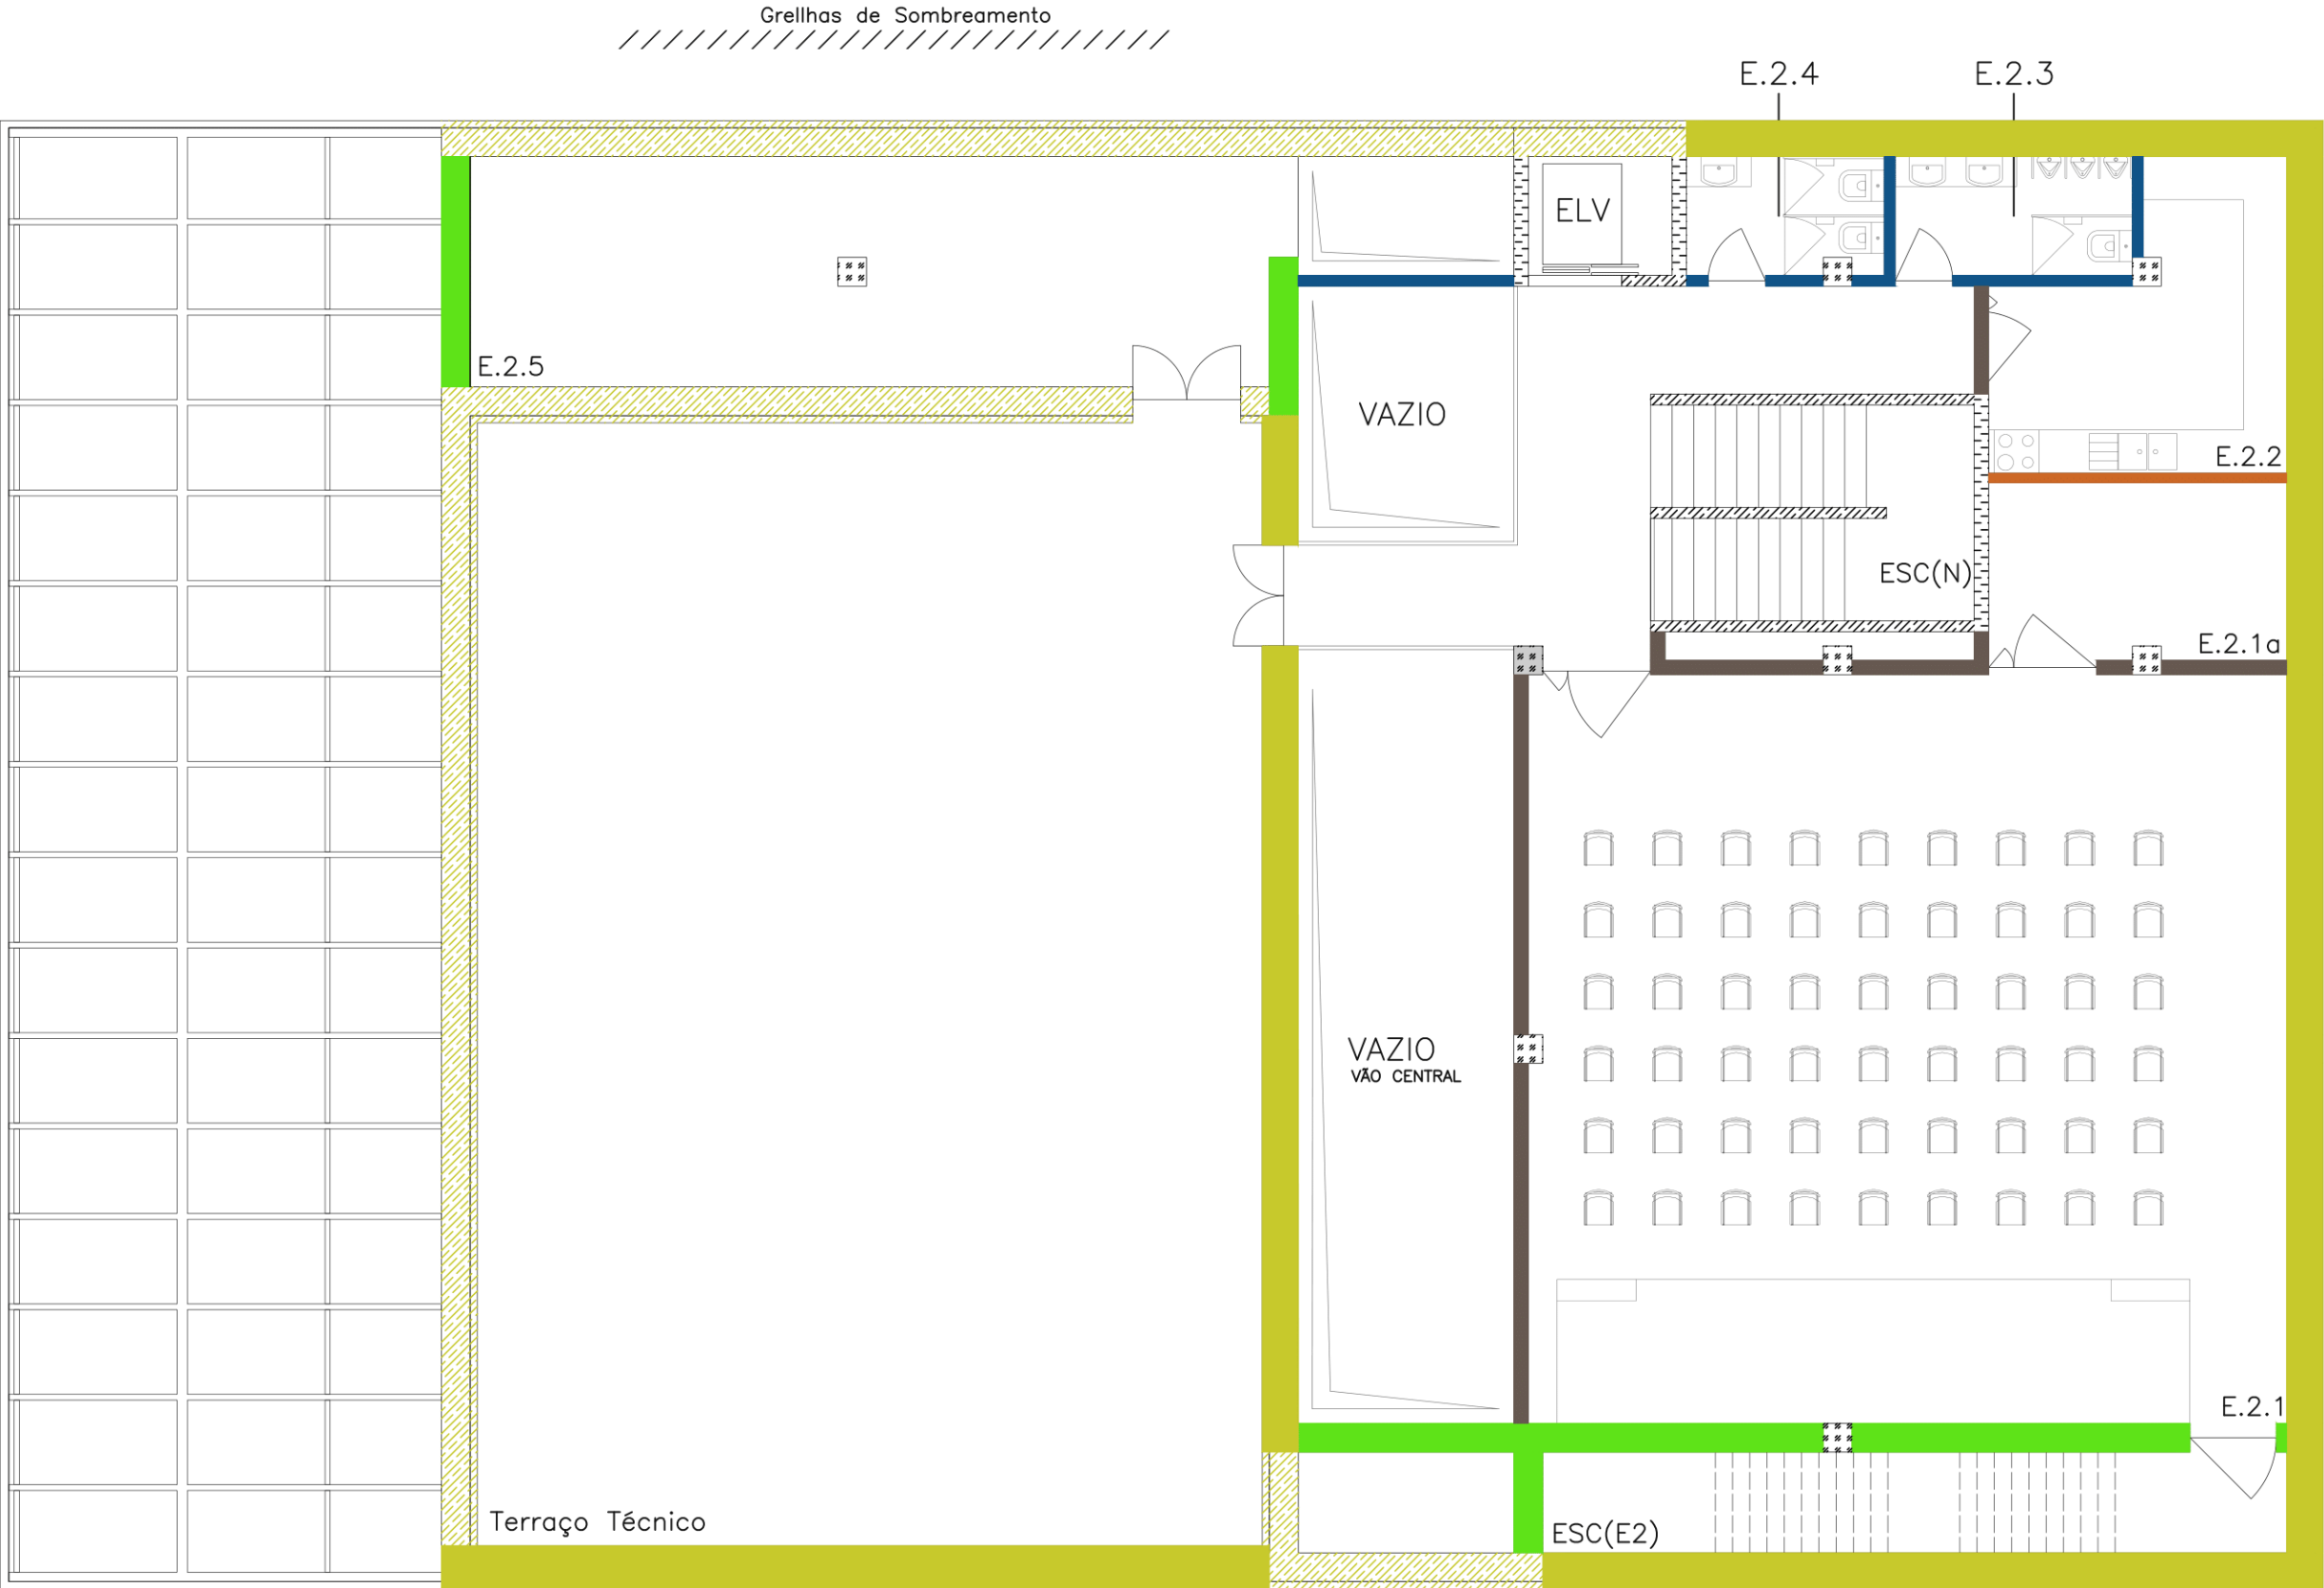 Grellhas de Sombreamento
E.2.4
E.2.3
ELV
E.2.5
VAZIO
E.2.2
ESC(N)
E.2.1a
VAZIO
VÃO CENTRAL
E.2.1
Terraço Técnico
ESC(E2)